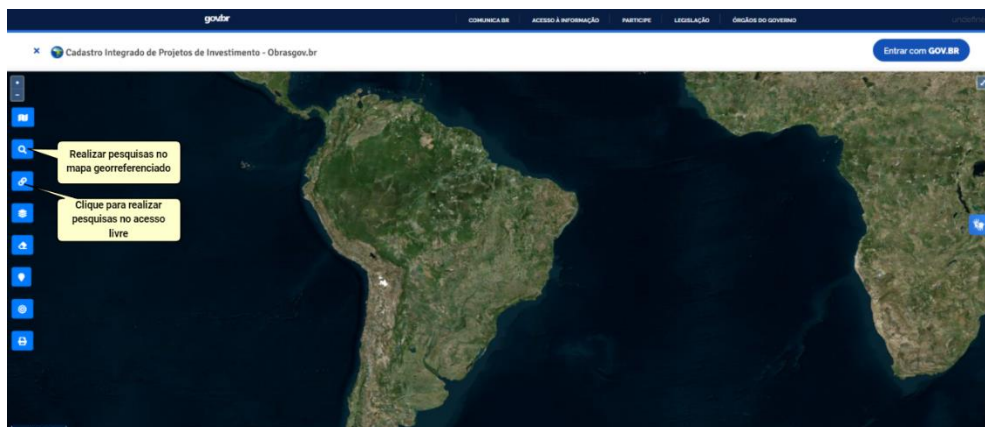 gov.br
COMUNICA BR ACESSO À INFORMAÇÃO PARTICIPE LEGISLAÇÃO ÓRGÃOS DO GOVERNO
undefine
× Cadastro Integrado de Projetos de Investimento - Obrasgov.br
Entrar com GOV.BR
+
−
Realizar pesquisas no
mapa georreferenciado
Clique para realizar
pesquisas no acesso
livre